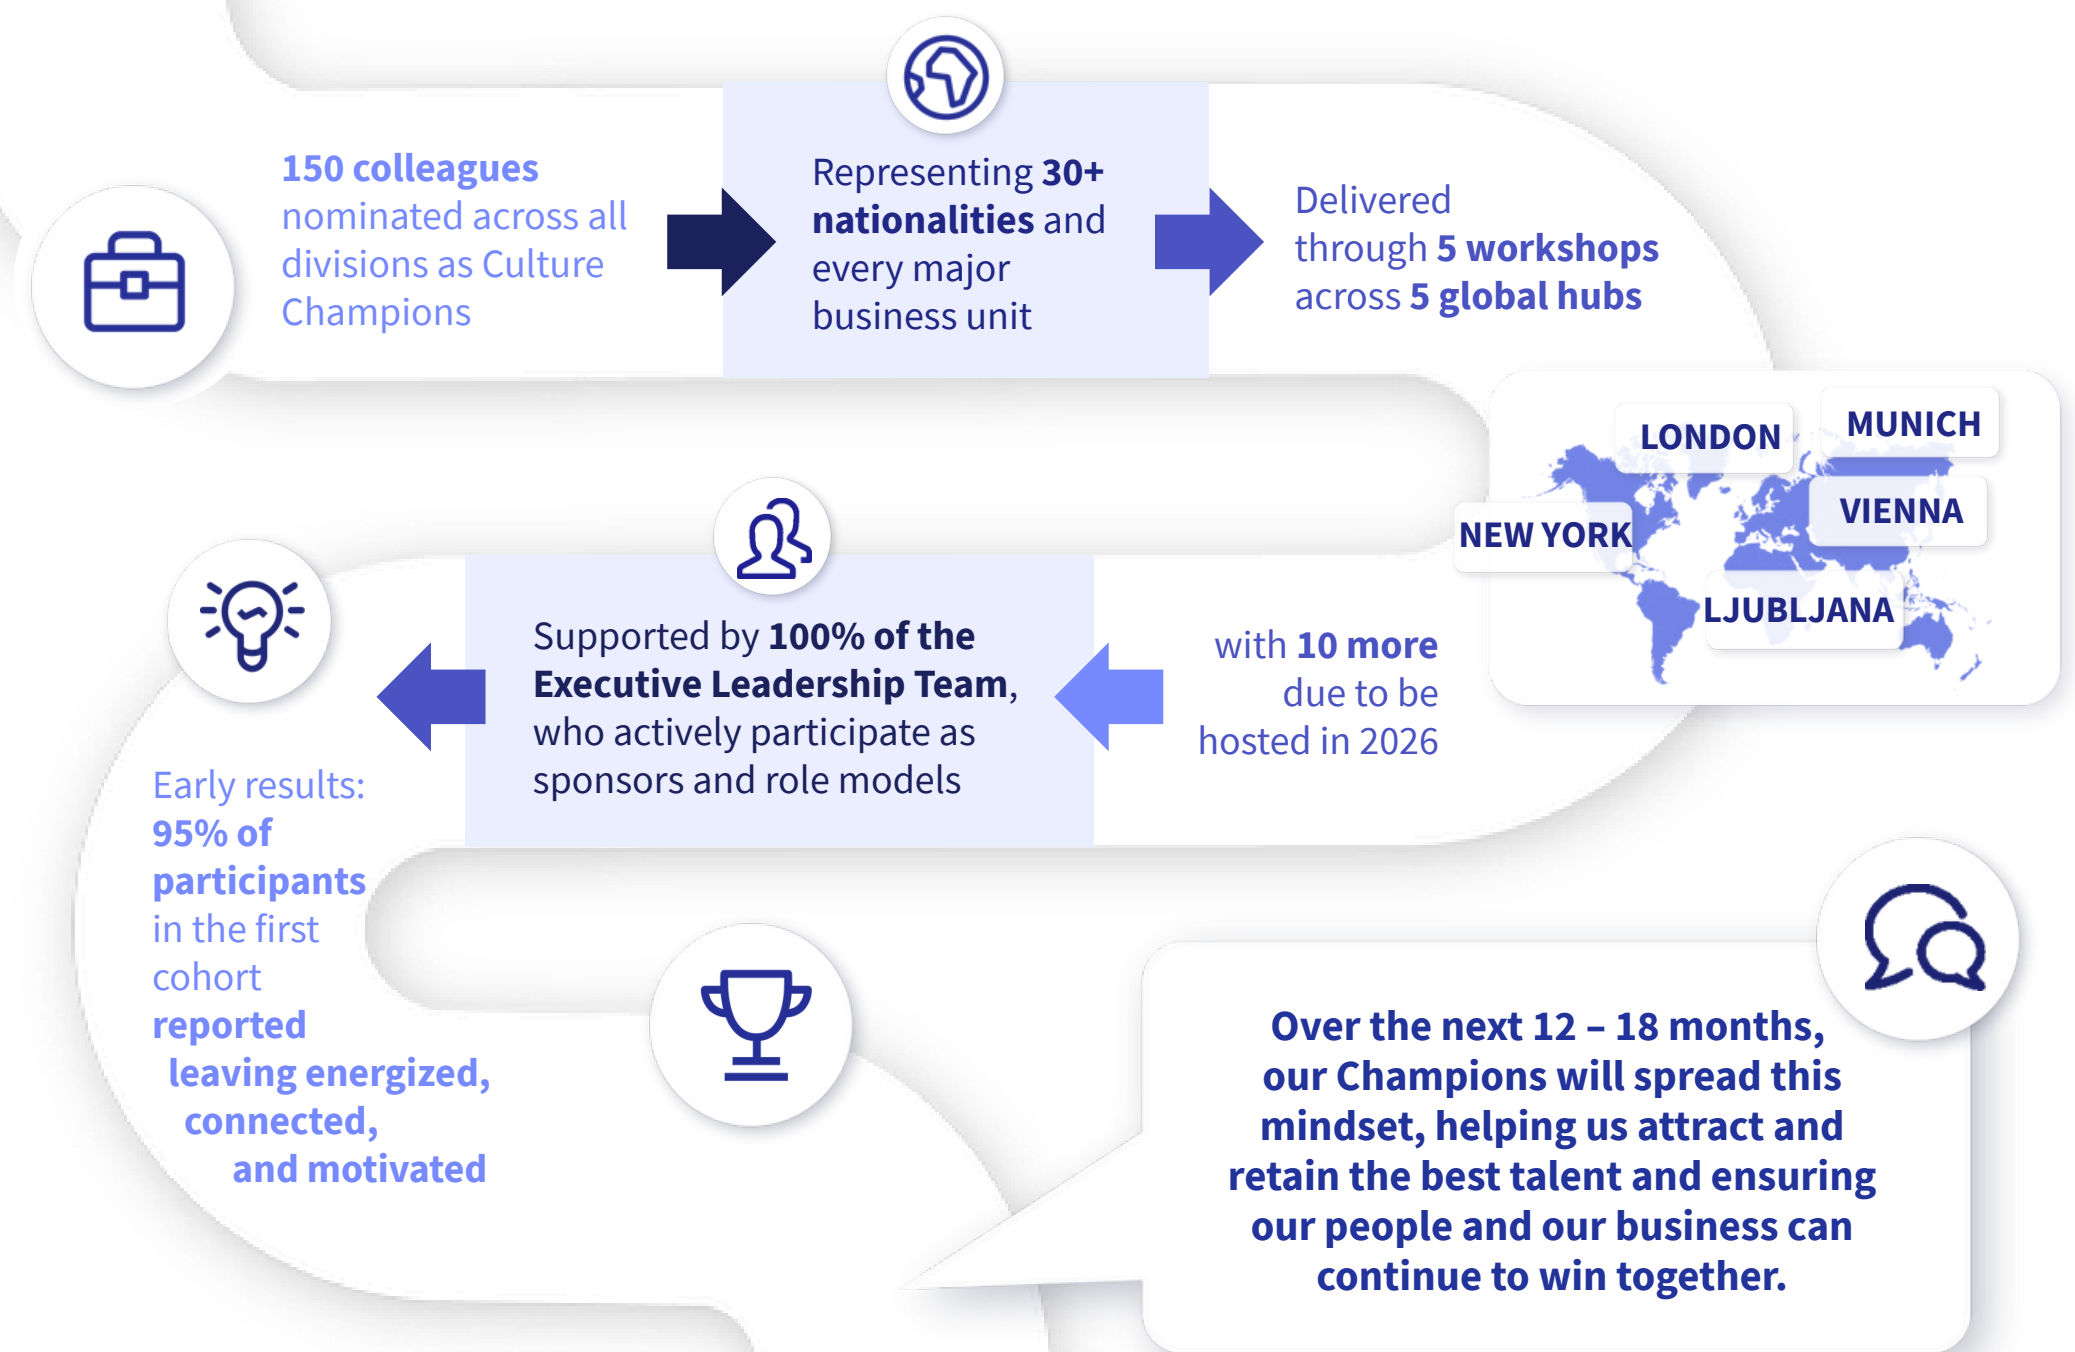 150 colleagues
nominated across all
divisions as Culture
Champions
Representing 30+
nationalities and
every major
business unit
Delivered
through 5 workshops
across 5 global hubs
LONDON
MUNICH
VIENNA
NEW YORK
LJUBLJANA
with 10 more
due to be
hosted in 2026
Supported by 100% of the
Executive Leadership Team,
who actively participate as
sponsors and role models
Early results:
95% of
participants
in the first
cohort
reported
leaving energized,
connected,
and motivated
Over the next 12 – 18 months,
our Champions will spread this
mindset, helping us attract and
retain the best talent and ensuring
our people and our business can
continue to win together.